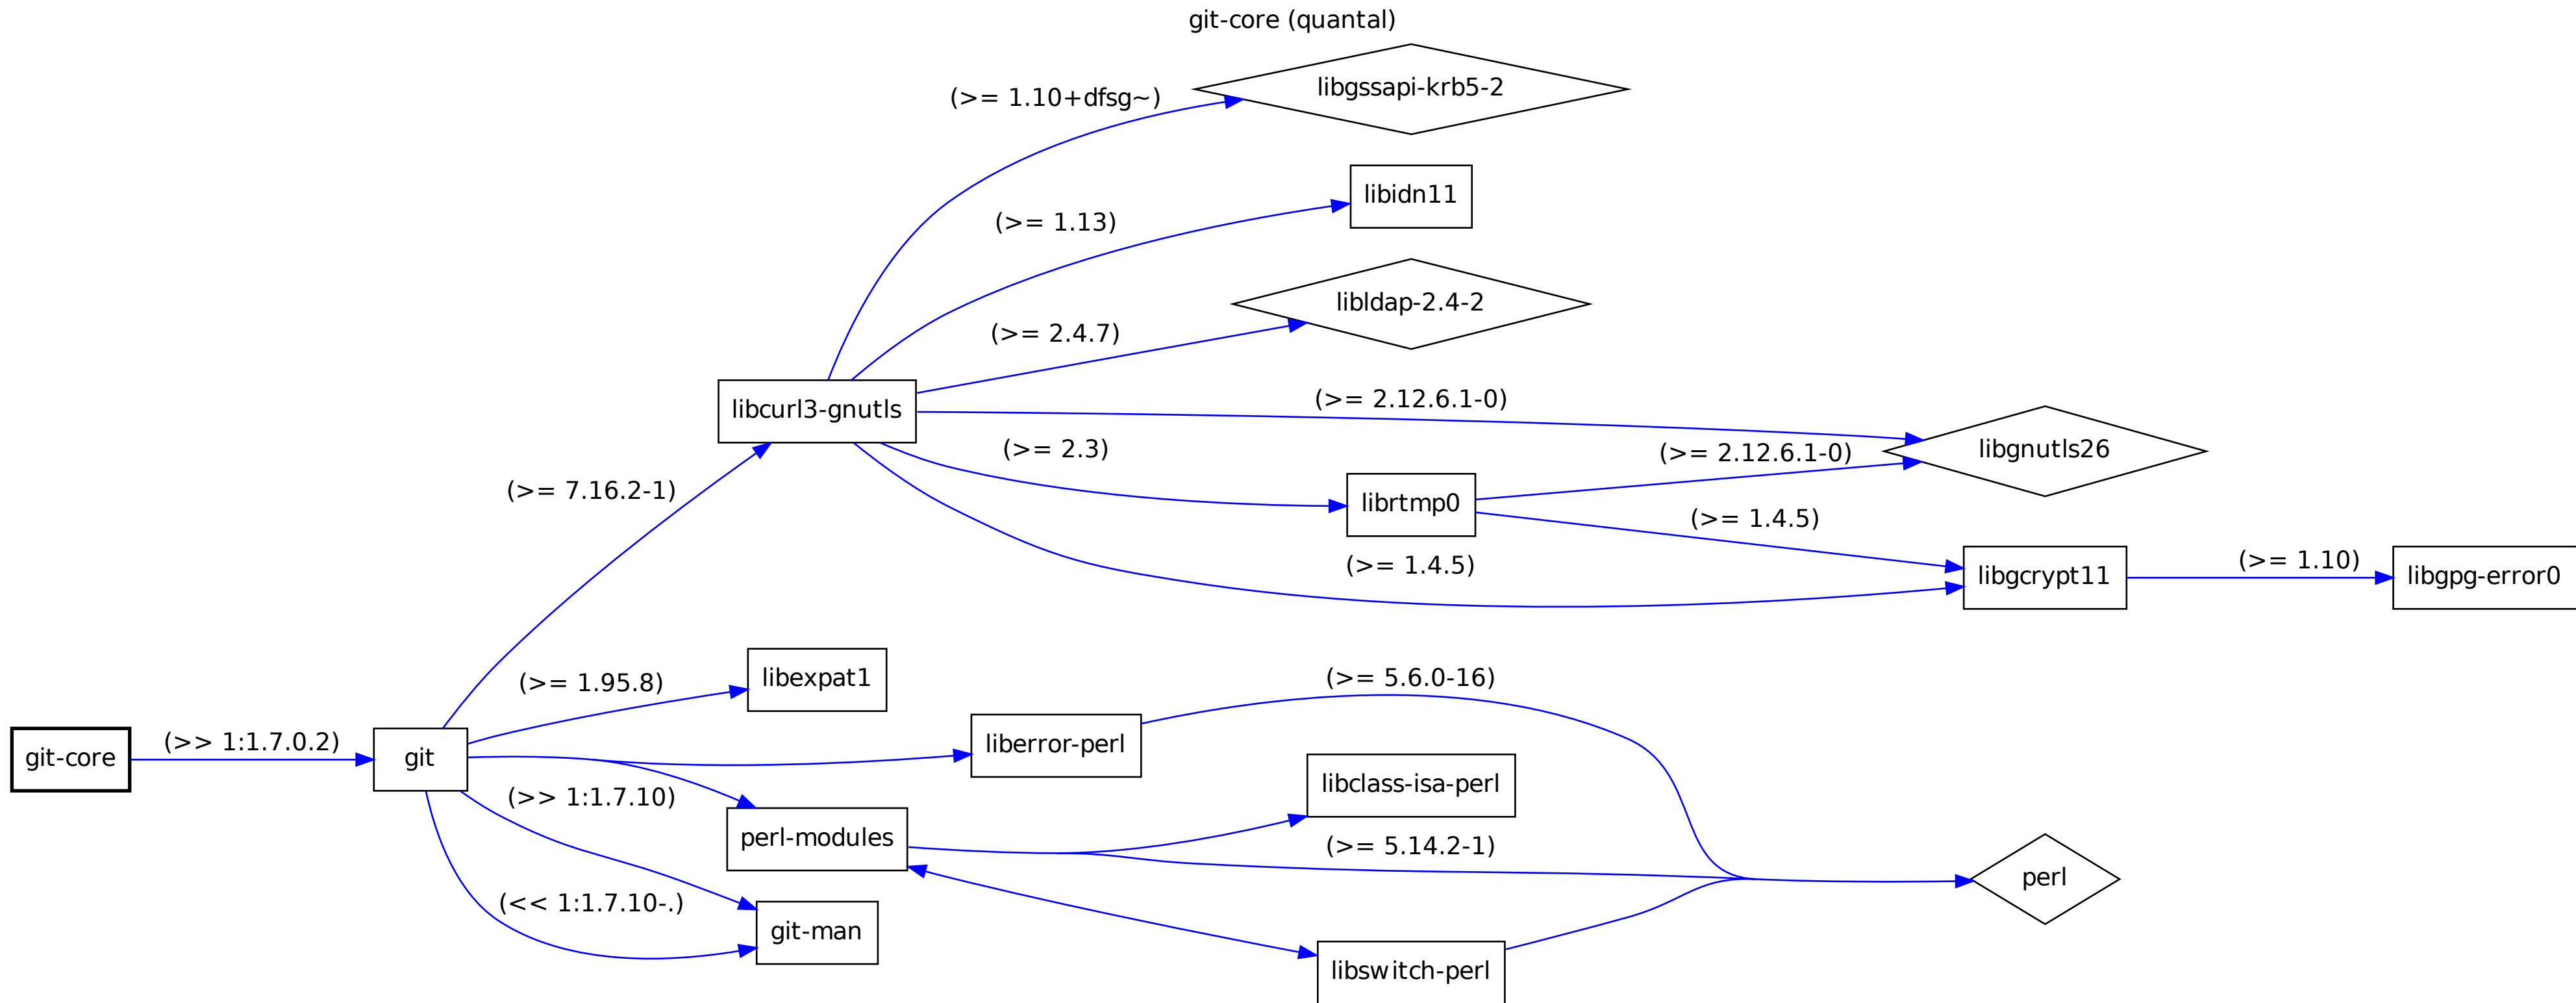 git-core (quantal)
libgssapi-krb5-2
(>= 1.10+dfsg~)
libidn11
(>= 1.13)
libldap-2.4-2
(>= 2.4.7)
libcurl3-gnutls
(>= 2.12.6.1-0)
(>= 2.3)
(>= 2.12.6.1-0)
libgnutls26
(>= 7.16.2-1)
librtmp0
(>= 1.4.5)
(>= 1.4.5)
libgcrypt11
(>= 1.10)
libgpg-error0
(>= 1.95.8)
libexpat1
(>= 5.6.0-16)
git-core
(>> 1:1.7.0.2)
git
liberror-perl
libclass-isa-perl
(>> 1:1.7.10)
perl-modules
(>= 5.14.2-1)
perl
(<< 1:1.7.10-.)
git-man
libswitch-perl